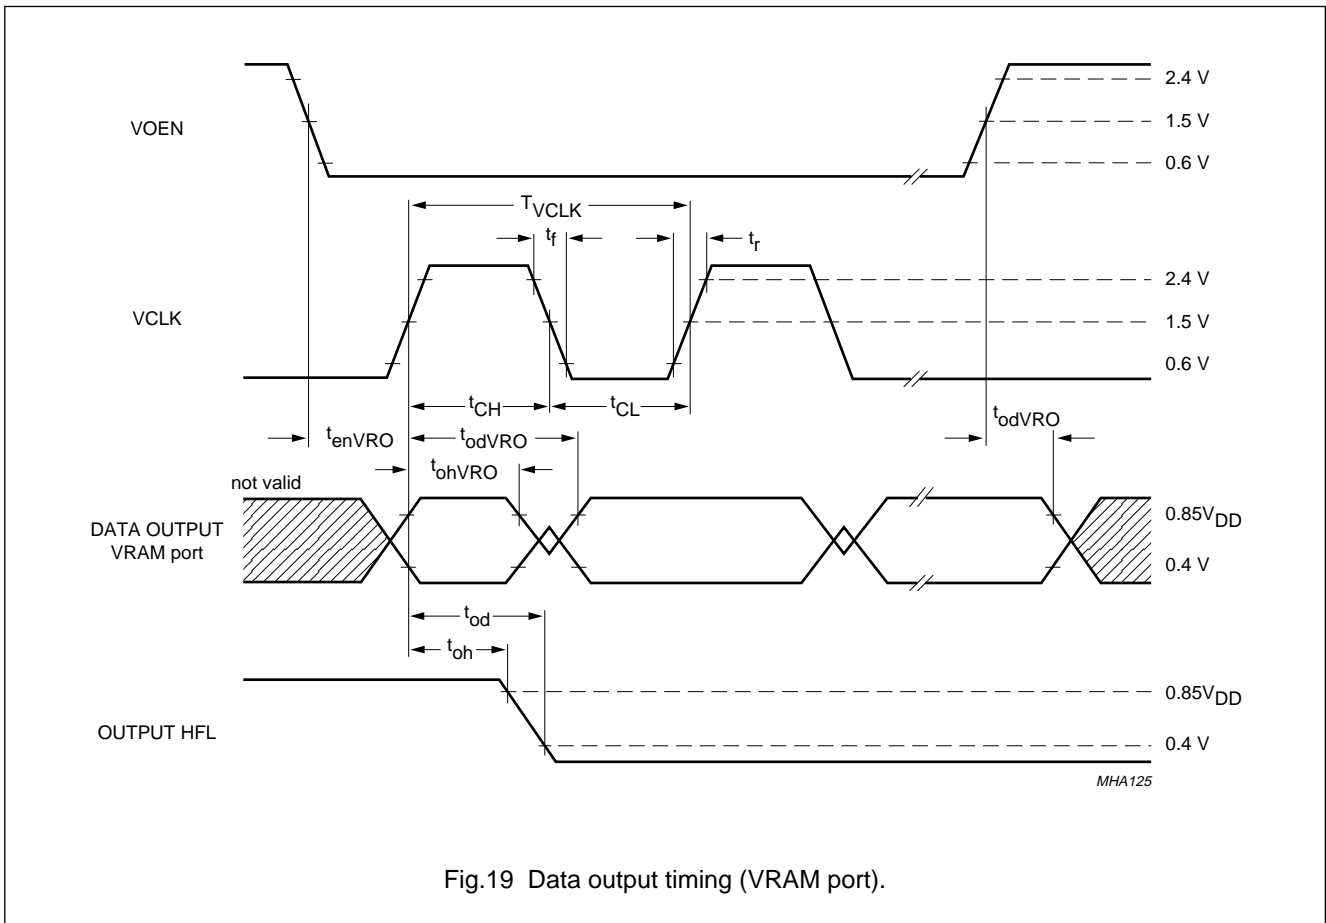 2.4 V
VOEN
1.5 V
0.6 V
TVCLK
tf
tr
2.4 V
VCLK
1.5 V
0.6 V
tCH
tCL
tenVRO
todVRO
todVRO
tohVRO
not valid
DATA OUTPUT
VRAM port
0.85VDD
0.4 V
tod
toh
0.85VDD
OUTPUT HFL
0.4 V
MHA125
Fig.19 Data output timing (VRAM port).